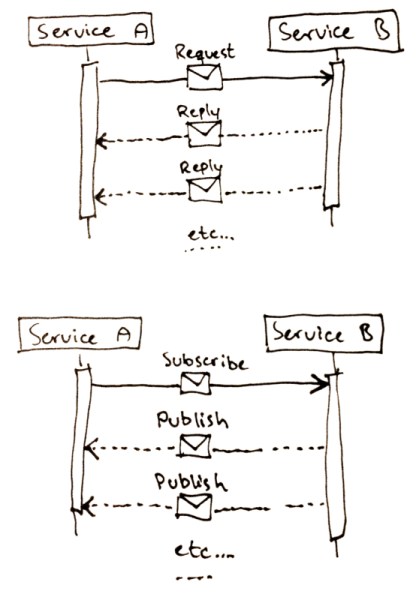 Service A
Service B
Request
Reply
Reply
etc...
Service A
Service B
Subscribe
Publish
Publish
etc...